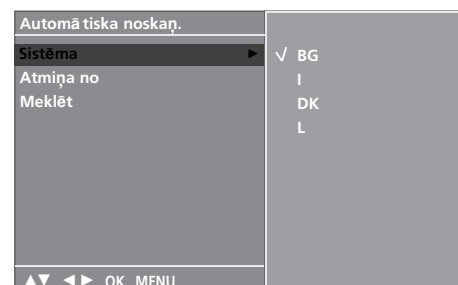 Automā tiska noskaņ.
Sistēma ►
Atmiņa no
Meklēt
√ BG
I
DK
L
▲▼ ◄► OK MENU